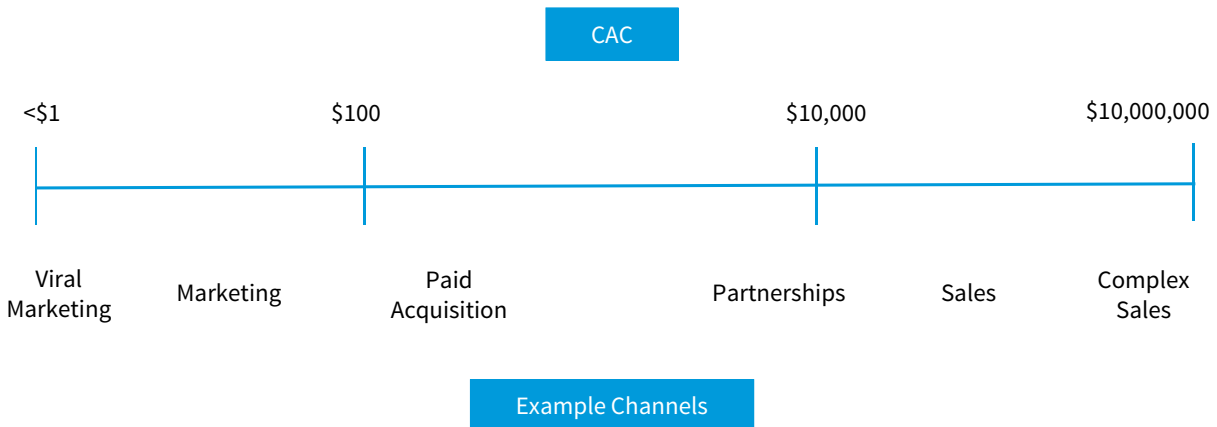 CAC
<$1
$100
$10,000
$10,000,000
Viral
Marketing
Marketing
Paid
Acquisition
Partnerships
Sales
Complex
Sales
Example Channels